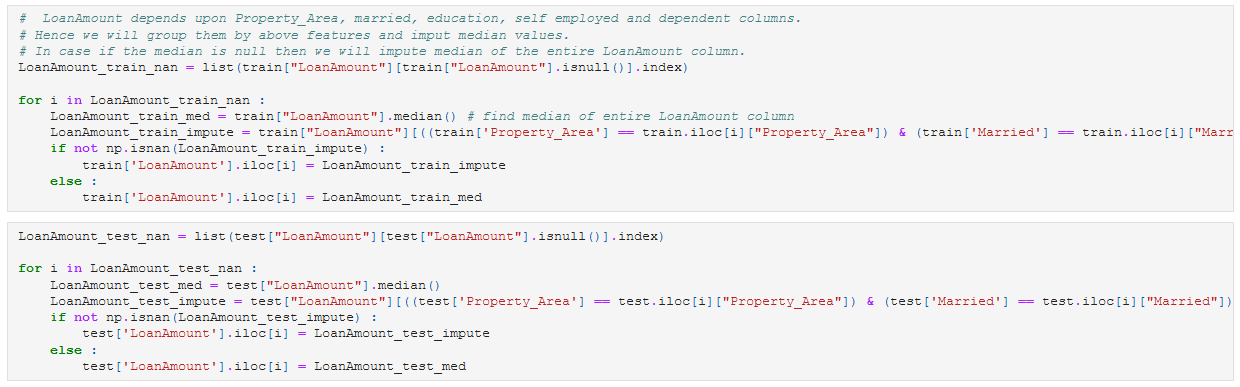 #  LoanAmount depends upon Property_Area, married, education, self employed and dependent columns.
# Hence we will group them by above features and imput median values.
# In case if the median is null then we will impute median of the entire LoanAmount column.
LoanAmount_train_nan = list(train["LoanAmount"][train["LoanAmount"].isnull()].index)
for i in LoanAmount_train_nan :
    LoanAmount_train_med = train["LoanAmount"].median() # find median of entire LoanAmount column
    LoanAmount_train_impute = train["LoanAmount"][((train['Property_Area'] == train.iloc[i]["Property_Area"]) & (train['Married'] == train.iloc[i]["Marr
    if not np.isnan(LoanAmount_train_impute) :
        train['LoanAmount'].iloc[i] = LoanAmount_train_impute
    else :
        train['LoanAmount'].iloc[i] = LoanAmount_train_med
LoanAmount_test_nan = list(test["LoanAmount"][test["LoanAmount"].isnull()].index)
for i in LoanAmount_test_nan :
    LoanAmount_test_med = test["LoanAmount"].median()
    LoanAmount_test_impute = test["LoanAmount"][((test['Property_Area'] == test.iloc[i]["Property_Area"]) & (test['Married'] == test.iloc[i]["Married"])
    if not np.isnan(LoanAmount_test_impute) :
        test['LoanAmount'].iloc[i] = LoanAmount_test_impute
    else :
        test['LoanAmount'].iloc[i] = LoanAmount_test_med